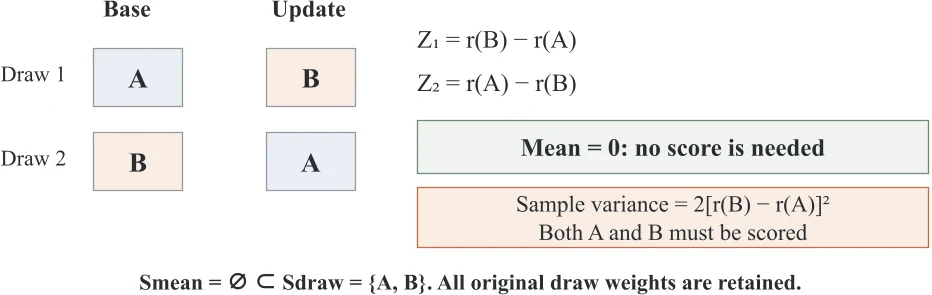 Base Update
Z₁ = r(B) − r(A)
Draw 1 A B
Z₂ = r(A) − r(B)
Draw 2 B A
Mean = 0: no score is needed
Sample variance = 2[r(B) − r(A)]²
Both A and B must be scored
Smean = ∅ ⊂ Sdraw = {A, B}. All original draw weights are retained.